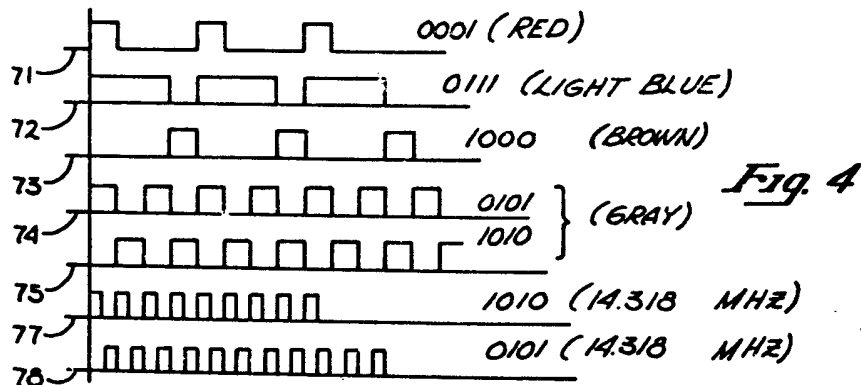 0001 (RED)
71
0111 (LIGHT BLUE)
72
1000 (BROWN)
73
Fig. 4
0101
74
(GRAY)
1010
75
1010 (14.318 MHZ)
77
0101 (14.318 MHZ)
78